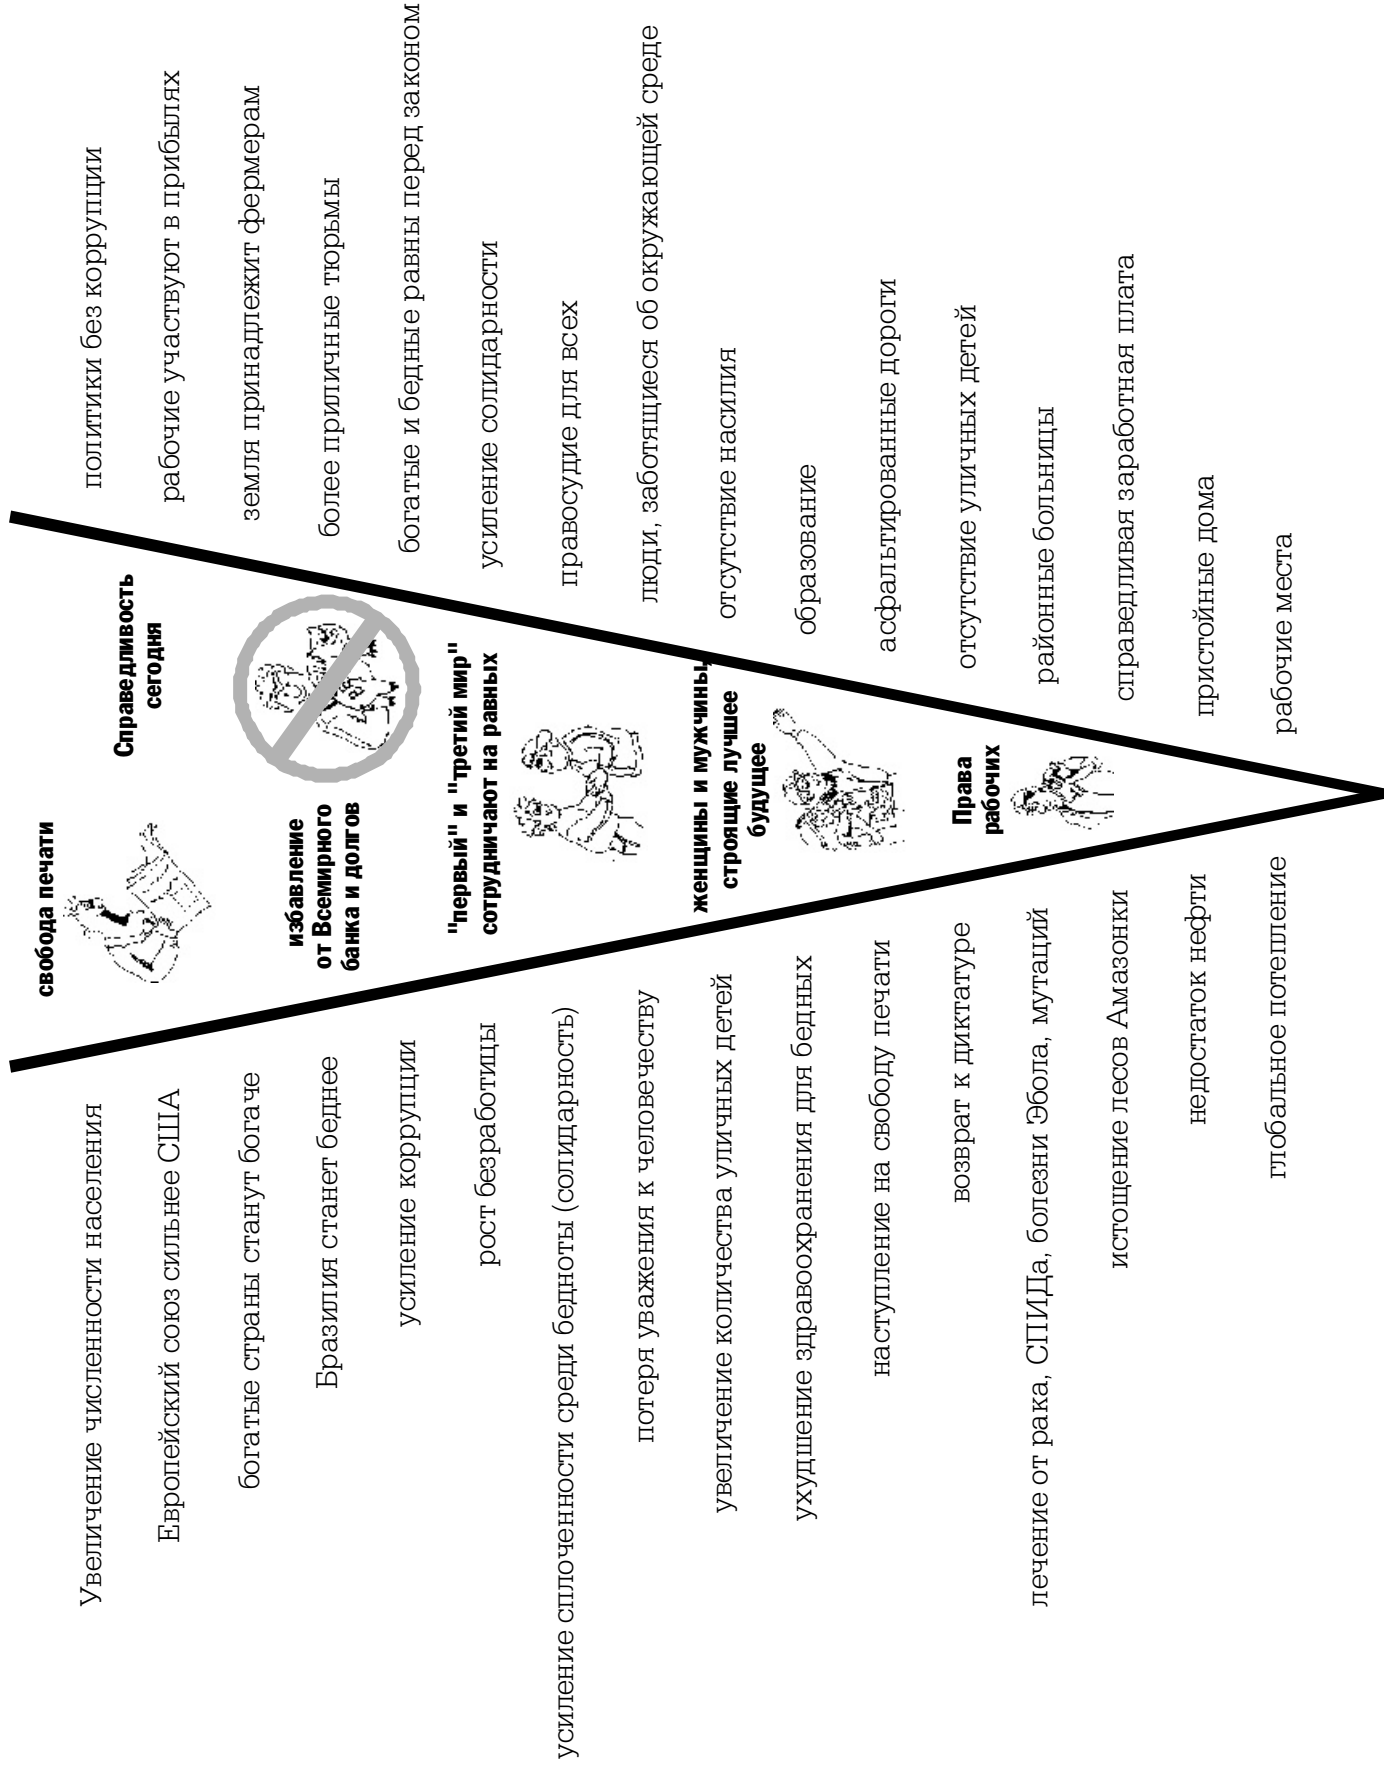 Увеличение численности населения
Европейский союз сильнее США
богатые страны станут богаче
Бразилия станет беднее
усиление коррупции
рост безработицы
усиление сплоченности среди бедноты (солидарность)
потеря уважения к человечеству
увеличение количества уличных детей
ухудшение здравоохранения для бедных
наступление на свободу печати
возврат к диктатуре
лечение от рака, СПИДа, болезни Эбола, мутаций
истощение лесов Амазонки
недостаток нефти
глобальное потепление
свобода печати
Справедливость
сегодня
избавление
от Всемирного
банка и долгов
"первый" и "третий мир"
сотрудничают на равных
женщины и мужчины,
строящие лучшее
будущее
Права
рабочих
политики без коррупции
рабочие участвуют в прибылях
земля принадлежит фермерам
более приличные тюрьмы
богатые и бедные равны перед законом
усиление солидарности
правосудие для всех
люди, заботящиеся об окружающей среде
отсутствие насилия
образование
асфальтированные дороги
отсутствие уличных детей
районные больницы
справедливая заработная плата
пристойные дома
рабочие места